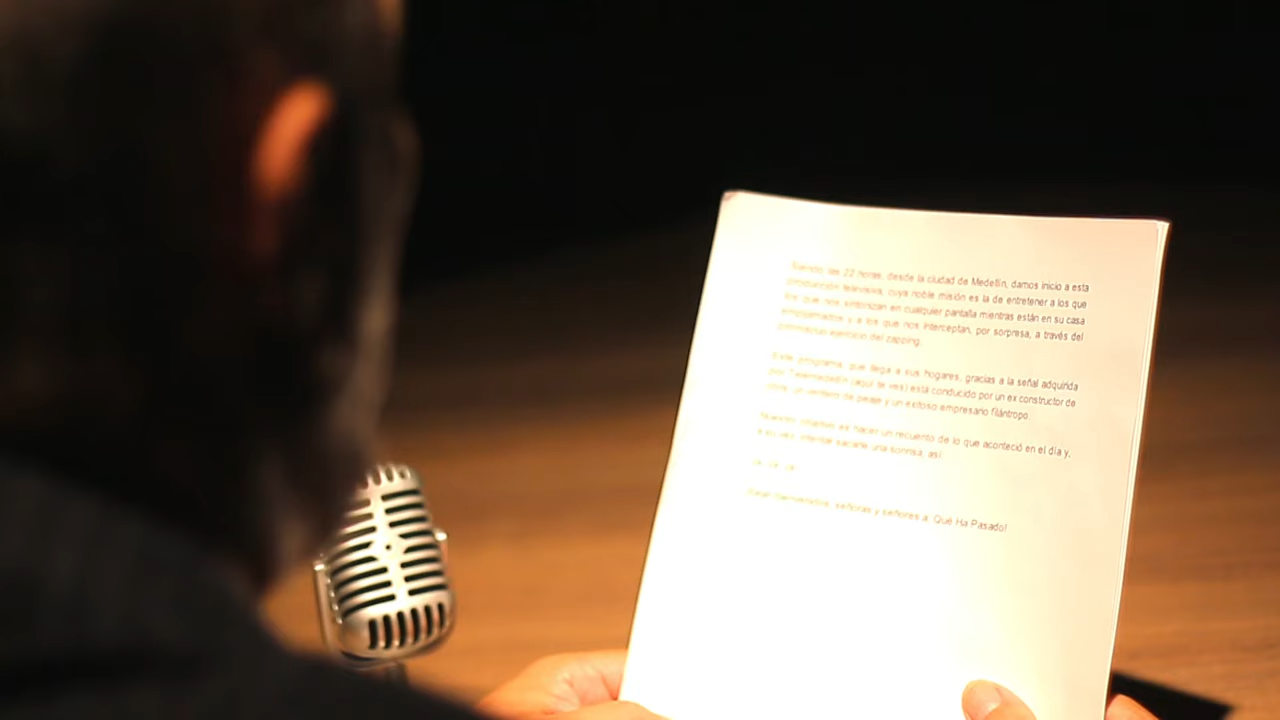 Siendo las 22 horas, desde la ciudad de Medellín, damos inicio a esta
producción televisiva, cuya noble misión es la de entretener a los que
que nos sintonizan en cualquier pantalla mientras están en su casa
empijamados y a los que nos interceptan, por sorpresa, a través del
ejercicio del zapping.
Este programa, que llega a sus hogares, gracias a la señal adquirida
por Telemedellín (aquí te ves) está conducido por un ex constructor de
un ventero de peaje y un exitoso empresario filántropo.
Nuestro objetivo es hacer un recuento de lo que aconteció en el día y,
a su vez, intentar sacarle una sonrisa, así:
Sean bienvenidos, señoras y señores a: Qué Ha Pasado!